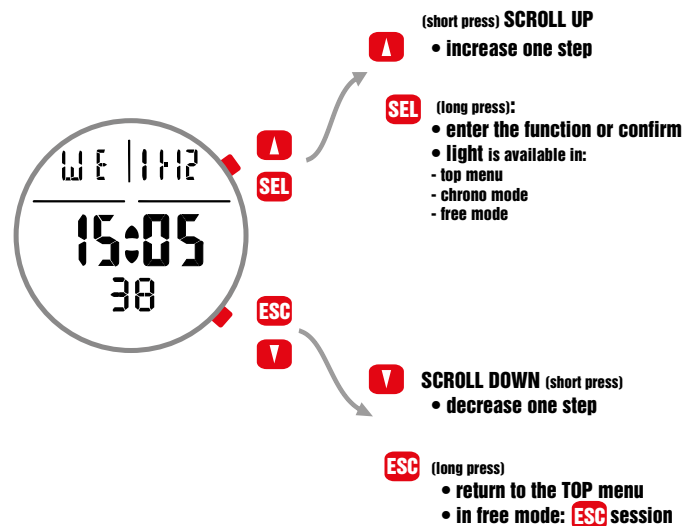 (short press) SCROLL UP
• increase one step
SEL (long press):
• enter the function or confirm
• light is available in:
- top menu
- chrono mode
- free mode
SEL
WE 11-12
15:05
38
ESC
SCROLL DOWN (short press)
• decrease one step
ESC (long press)
• return to the TOP menu
• in free mode: ESC session